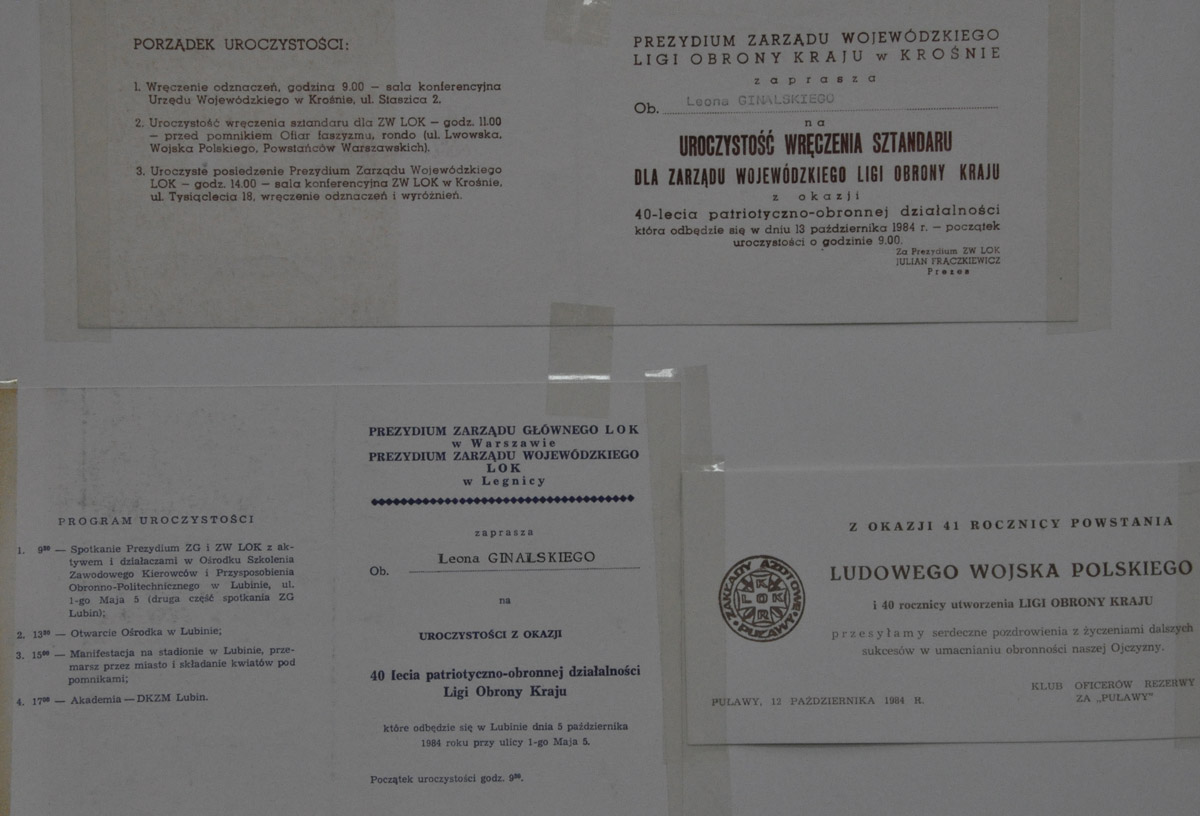 PORZĄDEK UROCZYSTOŚCI:
1. Wręczenie odznaczeń, godzina 9.00 — sala konferencyjna
Urzędu Wojewódzkiego w Krośnie, ul. Staszica 2.
2. Uroczystość wręczenia sztandaru dla ZW LOK — godz. 11.00
— przed pomnikiem Ofiar faszyzmu, rondo (ul. Lwowska,
Wojska Polskiego, Powstańców Warszawskich).
3. Uroczyste posiedzenie Prezydium Zarządu Wojewódzkiego
LOK — godz. 14.00 — sala konferencyjna ZW LOK w Krośnie,
ul. Tysiąclecia 18, wręczenie odznaczeń i wyróżnień.
PREZYDIUM ZARZĄDU WOJEWÓDZKIEGO
LIGI OBRONY KRAJU w KROŚNIE
zaprasza
Ob. Leona GINALSKIEGO
na
UROCZYSTOŚĆ WRĘCZENIA SZTANDARU
DLA ZARZĄDU WOJEWÓDZKIEGO LIGI OBRONY KRAJU
z okazji
40-lecia patriotyczno-obronnej działalności
która odbędzie się w dniu 13 października 1984 r. — początek
uroczystości o godzinie 9.00.
Za Prezydium ZW LOK
JULIAN FRĄCZKIEWICZ
Prezes
PROGRAM UROCZYSTOŚCI
1. 9⁰⁰ — Spotkanie Prezydium ZG i ZW LOK z ak-
tywem i działaczami w Ośrodku Szkolenia
Zawodowego Kierowców i Przysposobienia
Obronno-Politechnicznego w Lubinie, ul.
1-go Maja 5 (druga część spotkania ZG
Lubin);
2. 13⁰⁰ — Otwarcie Ośrodka w Lubinie;
3. 15⁰⁰ — Manifestacja na stadionie w Lubinie, prze-
marsz przez miasto i składanie kwiatów pod
pomnikami;
4. 17⁰⁰ — Akademia — DKZM Lubin.
PREZYDIUM ZARZĄDU GŁÓWNEGO LOK
w Warszawie
PREZYDIUM ZARZĄDU WOJEWÓDZKIEGO
LOK
w Legnicy
zaprasza
Ob. Leona GINALSKIEGO
na
UROCZYSTOŚCI Z OKAZJI
40 lecia patriotyczno-obronnej działalności
Ligi Obrony Kraju
które odbędzie się w Lubinie dnia 5 października
1984 roku przy ulicy 1-go Maja 5.
Początek uroczystości godz. 9⁰⁰.
Z OKAZJI 41 ROCZNICY POWSTANIA
LUDOWEGO WOJSKA POLSKIEGO
i 40 rocznicy utworzenia LIGI OBRONY KRAJU
przesyłamy serdeczne pozdrowienia z życzeniami dalszych
sukcesów w umacnianiu obronności naszej Ojczyzny.
KLUB OFICERÓW REZERWY
ZA „PUŁAWY"
PUŁAWY, 12 PAŹDZIERNIKA 1984 R.
ZAKŁADY AZOTOWE
PUŁAWY
K
LOK
R